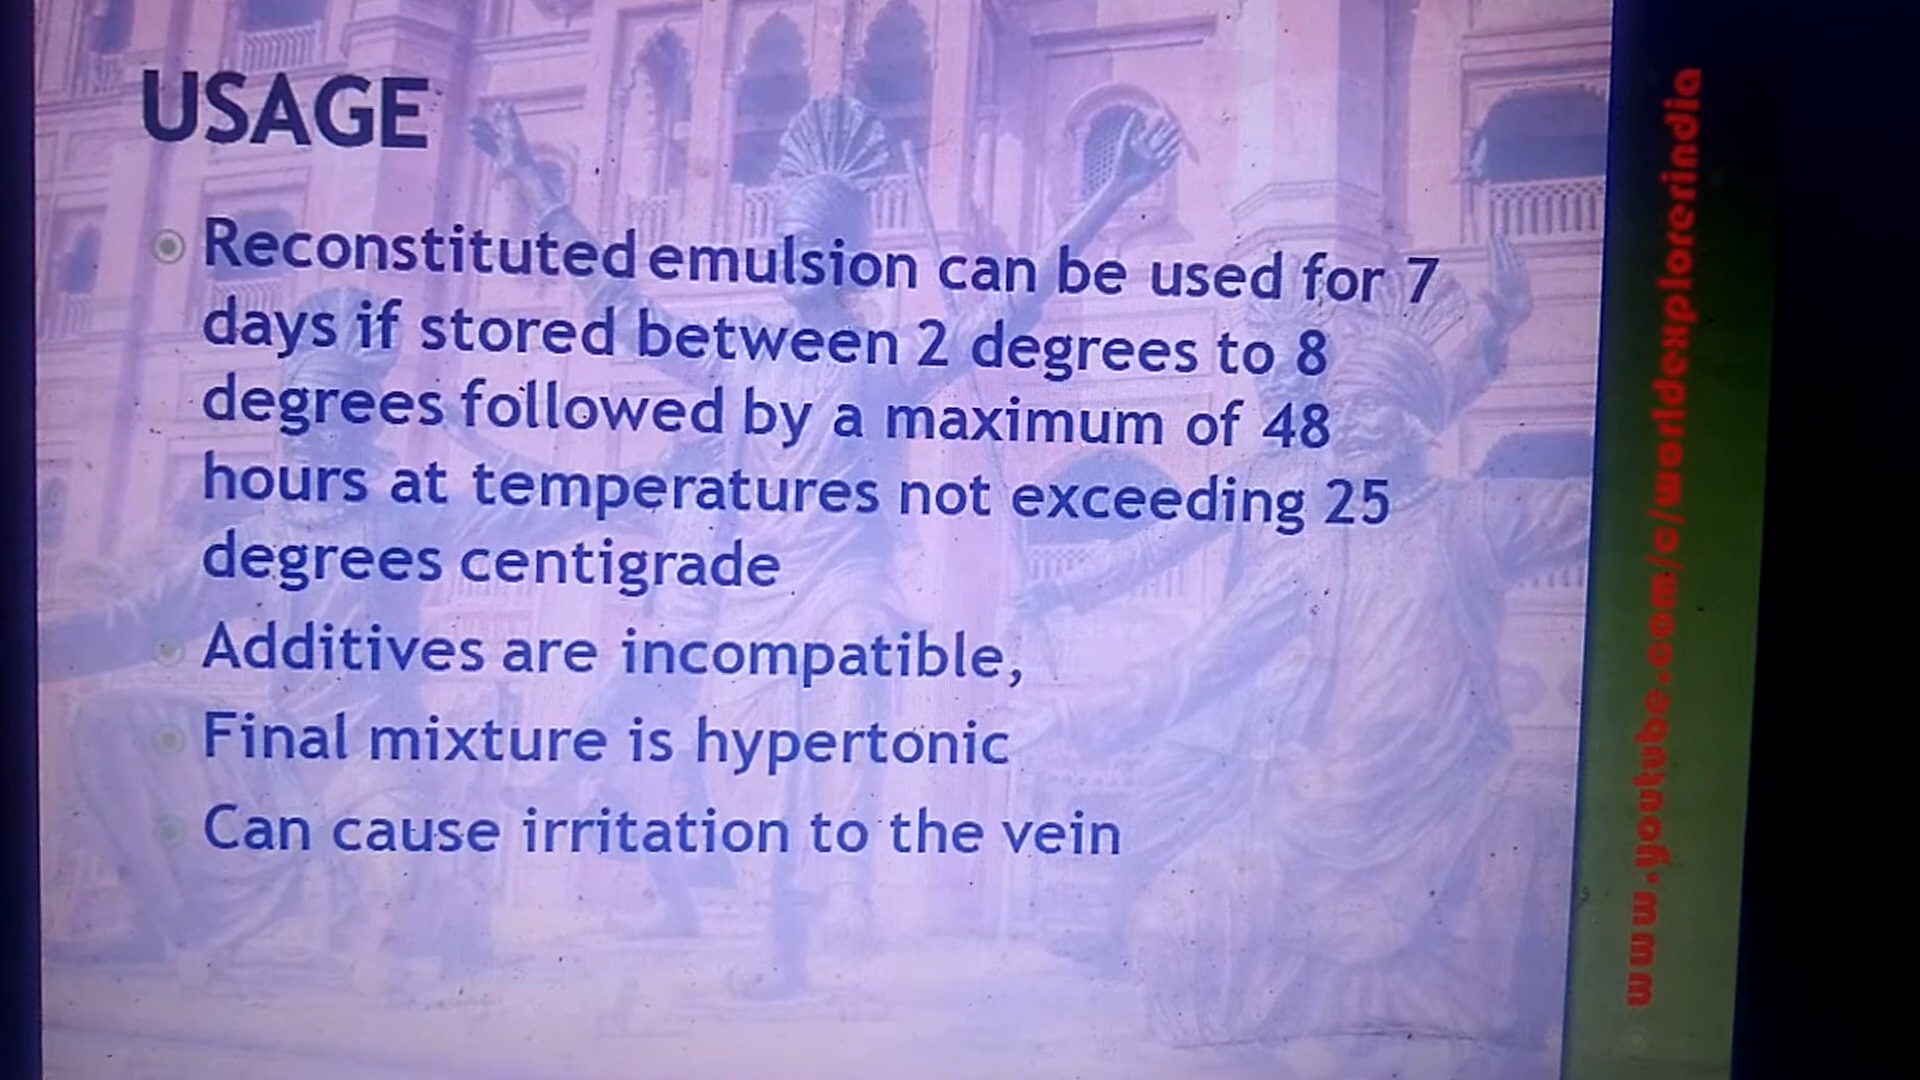 USAGE
Reconstituted emulsion can be used for 7
days if stored between 2 degrees to 8
degrees followed by a maximum of 48
hours at temperatures not exceeding 25
degrees centigrade
Additives are incompatible,
Final mixture is hypertonic
Can cause irritation to the vein
www.youtube.com/c/worldexplorerindia